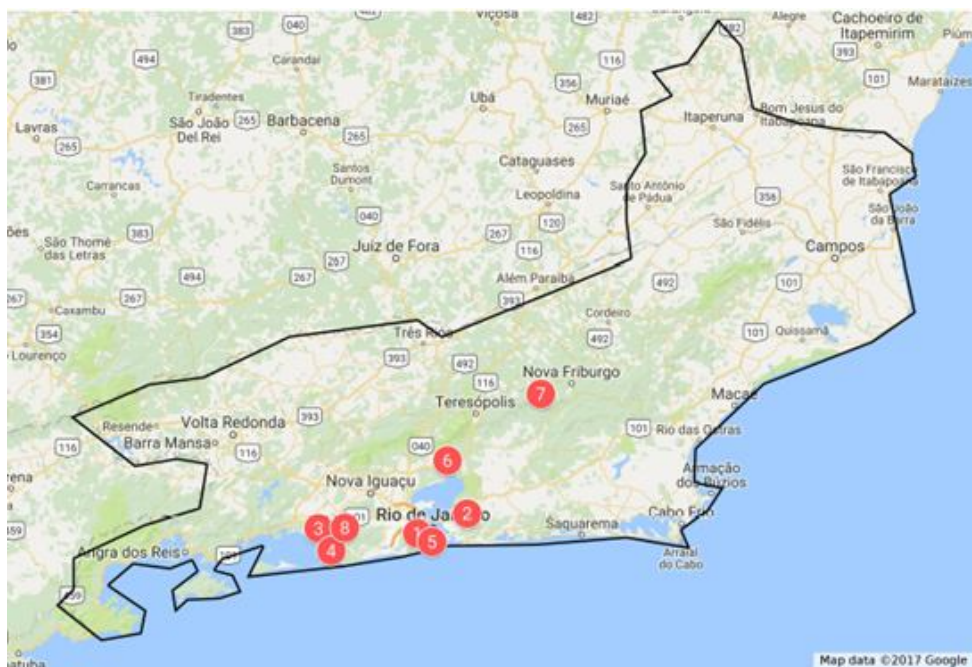 482
Viçosa
482
Alegre
Cachoeiro de
Itapemirim
383
040
040
116
393
494
Carandaí
482
101
Piúm
381
356
Marataízes
Tiradentes
Ubá
Muriaé
Lavras
São João
Del Rei
265
Barbacena
Itaperuna
Bom Jesus do
Itabapoana
265
265
265
Cataguases
Santos
Dumont
São Francisco
de Itabapoana
Carrancas
Leopoldina
Santo Antônio
de Pádua
356
040
120
São João
da Barra
383
267
São Fidélis
São Thomé
das Letras
Juiz de Fora
116
Campos
267
494
Além Paraíba
492
101
267
267
393
Caxambu
Cordeiro
354
Três Rios
101
Quissamã
Lourenço
393
492
492
116
Nova Friburgo
7
Teresópolis
Macaé
Resende
Volta Redonda
393
101
Rio das Ostras
116
Barra Mansa
116
040
6
Armação
dos Búzios
Nova Iguaçu
Rio de Janeiro
2
Cabo Frio
3
8
101
1
Saquarema
459
4
5
Angra dos Reis
101
Arraial
do Cabo
459
Map data ©2017 Google